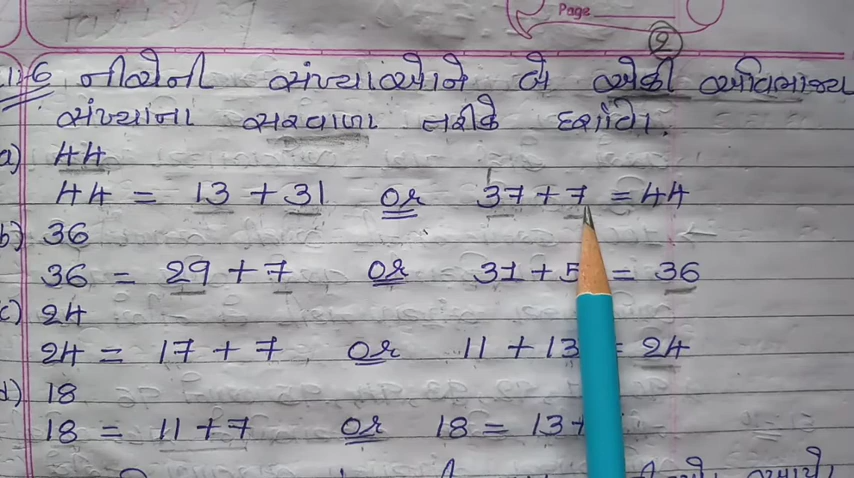 Page
2
1.6 નીચેની સંખ્યાઓને બે એકી અવિભાજ્ય
સંખ્યાના સરવાળા તરીકે દર્શાવો.
a) 44
44 = 13 + 31 or 37 + 7 = 44
b) 36
36 = 29 + 7 or 31 + 5 = 36
c) 24
24 = 17 + 7 or 11 + 13 = 24
d) 18
18 = 11 + 7 or 18 = 13 +